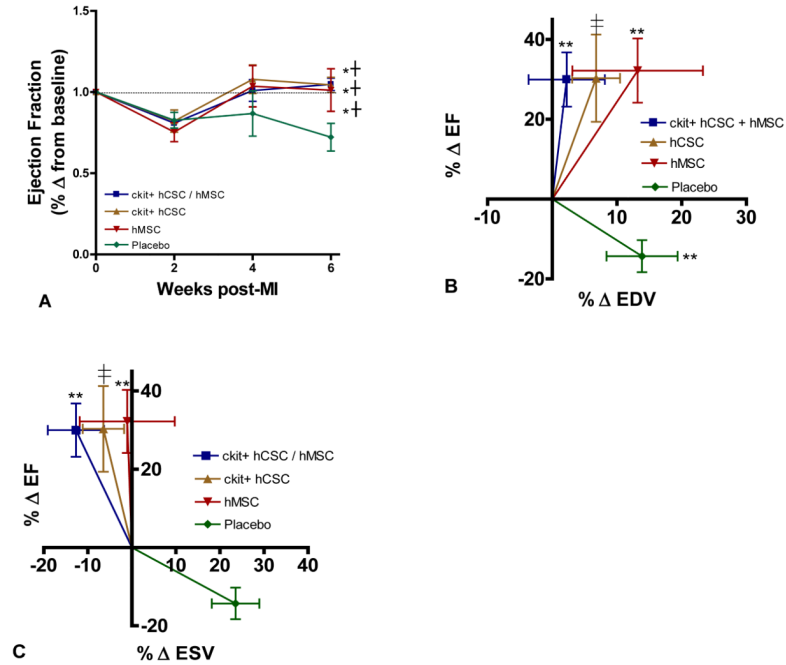 1.5
1.0
0.5
0.0
Ejection Fraction
(% Δ from baseline)
*†
*†
*†
ckit+ hCSC / hMSC
ckit+ hCSC
hMSC
Placebo
0 2 4 6
Weeks post-MI
A
40
20
-20
% Δ EF
** ‡ **
ckit+ hCSC + hMSC
hCSC
hMSC
Placebo
-10 10 20 30
**
% Δ EDV
B
40
20
-20
% Δ EF
** ‡ **
ckit+ hCSC / hMSC
ckit+ hCSC
hMSC
Placebo
-20 -10 10 20 30 40
% Δ ESV
C